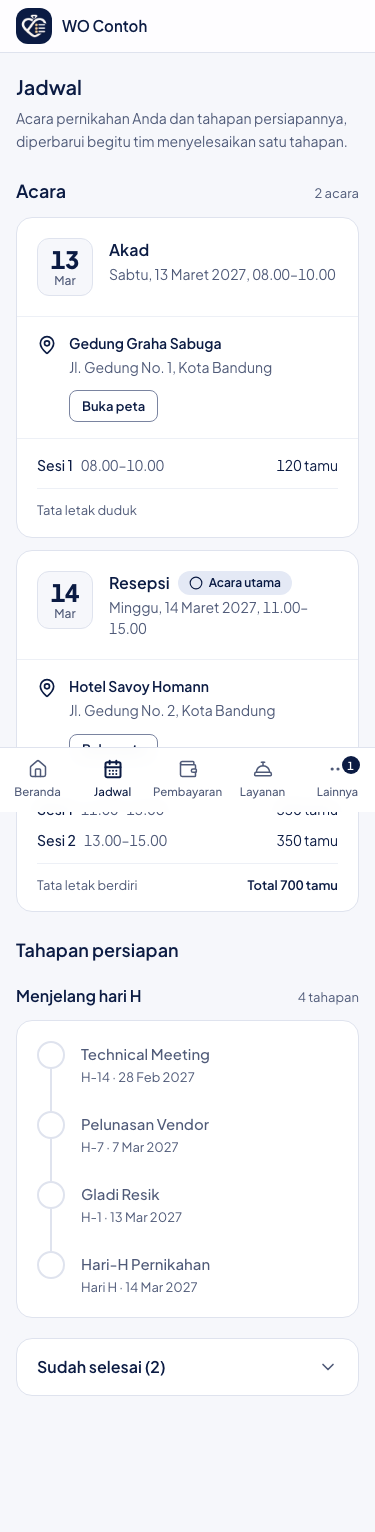 WO Contoh
Jadwal
Acara pernikahan Anda dan tahapan persiapannya,
diperbarui begitu tim menyelesaikan satu tahapan.
Acara
2 acara
13
Mar
Akad
Sabtu, 13 Maret 2027, 08.00–10.00
Gedung Graha Sabuga
Jl. Gedung No. 1, Kota Bandung
Buka peta
Sesi 1 08.00–10.00 120 tamu
Tata letak duduk
14
Mar
Resepsi Acara utama
Minggu, 14 Maret 2027, 11.00–
15.00
Hotel Savoy Homann
Jl. Gedung No. 2, Kota Bandung
Beranda Jadwal Pembayaran Layanan Lainnya 1
Sesi 2 13.00–15.00 350 tamu
Tata letak berdiri Total 700 tamu
Tahapan persiapan
Menjelang hari H 4 tahapan
Technical Meeting
H-14 · 28 Feb 2027
Pelunasan Vendor
H-7 · 7 Mar 2027
Gladi Resik
H-1 · 13 Mar 2027
Hari-H Pernikahan
Hari H · 14 Mar 2027
Sudah selesai (2)